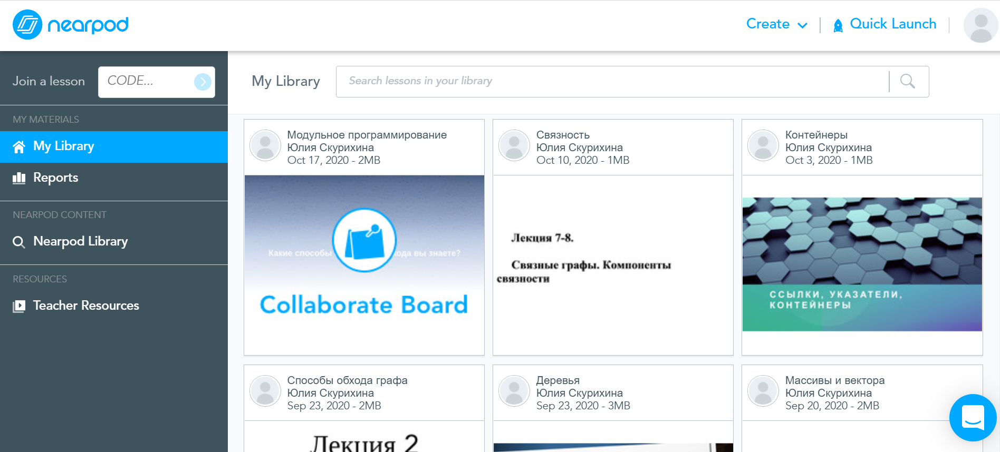 nearpod
Create
Quick Launch
Join a lesson
CODE...
MY MATERIALS
My Library
Reports
NEARPOD CONTENT
Nearpod Library
RESOURCES
Teacher Resources
My Library
Search lessons in your library
Модульное программирование
Юлия Скурихина
Oct 17, 2020 - 2MB
Какие способы ода вы знаете?
Collaborate Board
Связность
Юлия Скурихина
Oct 10, 2020 - 1MB
Лекция 7-8.
Связные графы. Компоненты
связности
Контейнеры
Юлия Скурихина
Oct 3, 2020 - 1MB
ССЫЛКИ, УКАЗАТЕЛИ,
КОНТЕЙНЕРЫ
Способы обхода графа
Юлия Скурихина
Sep 23, 2020 - 2MB
Лекция 2
Деревья
Юлия Скурихина
Sep 23, 2020 - 3MB
Массивы и вектора
Юлия Скурихина
Sep 20, 2020 - 2MB